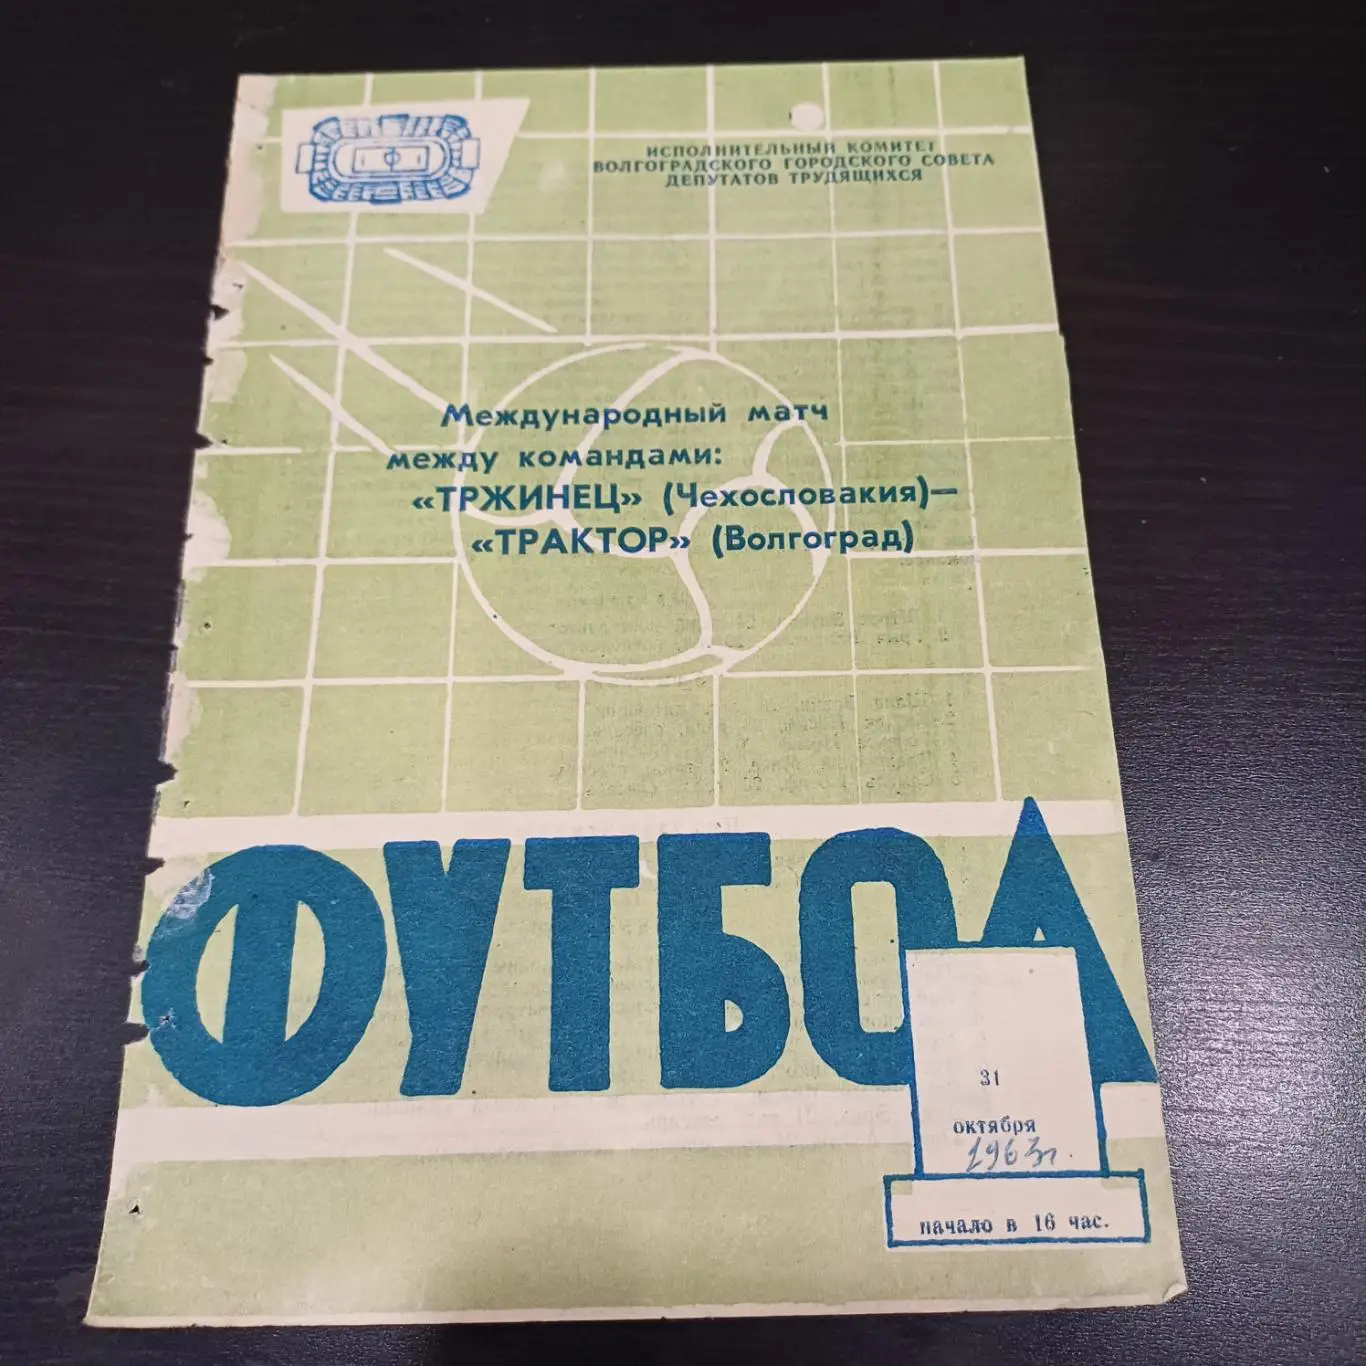 ИСПОЛНИТЕЛЬНЫЙ КОМИТЕТ
ВОЛГОГРАДСКОГО ГОРОДСКОГО СОВЕТА
ДЕПУТАТОВ ТРУДЯЩИХСЯ
Международный матч
между командами:
«ТРЖИНЕЦ» (Чехословакия)—
«ТРАКТОР» (Волгоград)
ФУТБОЛ
31
октября
1963г.
начало в 16 час.